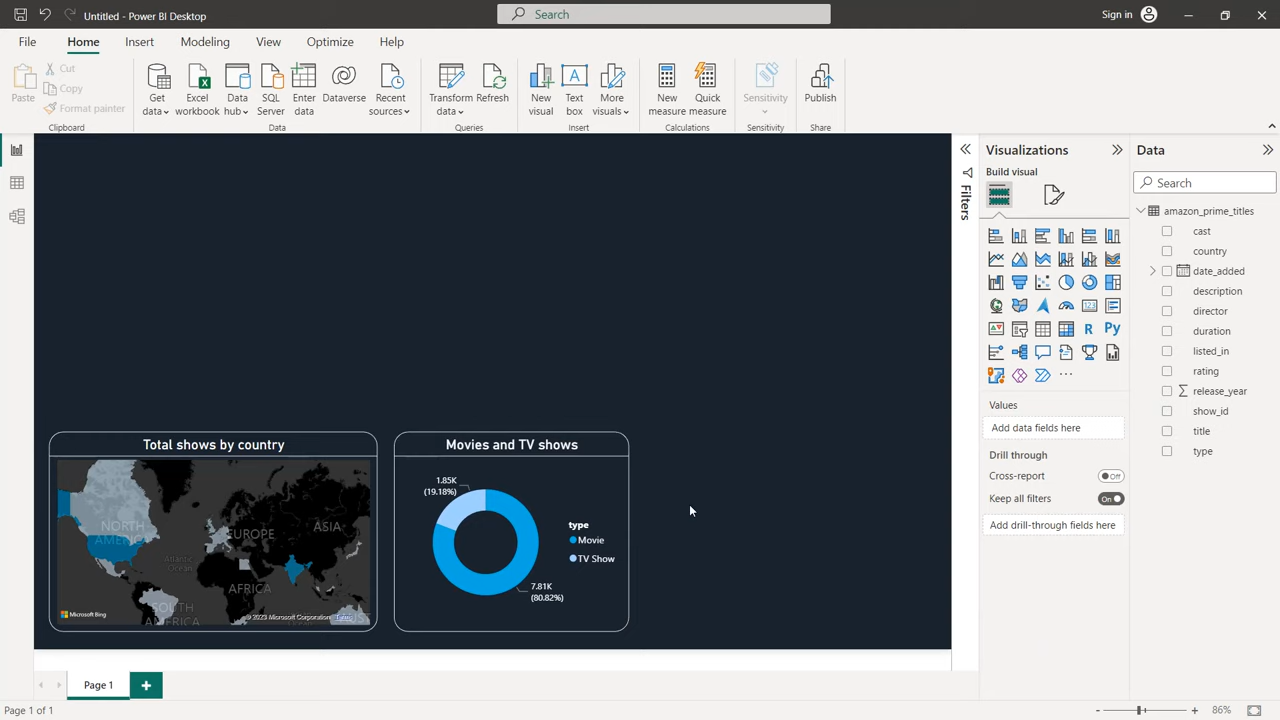 Untitled - Power BI Desktop
Search
Sign in
File
Home
Insert
Modeling
View
Optimize
Help
Paste
Cut
Copy
Format painter
Clipboard
Get data
Excel workbook
Data hub
SQL Server
Enter data
Dataverse
Recent sources
Data
Transform data
Refresh
Queries
New visual
Text box
More visuals
Insert
New measure
Quick measure
Calculations
Sensitivity
Sensitivity
Publish
Share
Filters
Visualizations
Build visual
R
Py
123
...
Values
Add data fields here
Drill through
Cross-report
Off
Keep all filters
On
Add drill-through fields here
Data
Search
amazon_prime_titles
cast
country
date_added
description
director
duration
listed_in
rating
release_year
show_id
title
type
Total shows by country
NORTH AMERICA
EUROPE
ASIA
Atlantic Ocean
AFRICA
SOUTH AMERICA
Microsoft Bing
© 2023 Microsoft Corporation
Terms
Movies and TV shows
1.85K
(19.18%)
7.81K
(80.82%)
type
Movie
TV Show
Page 1
Page 1 of 1
86%